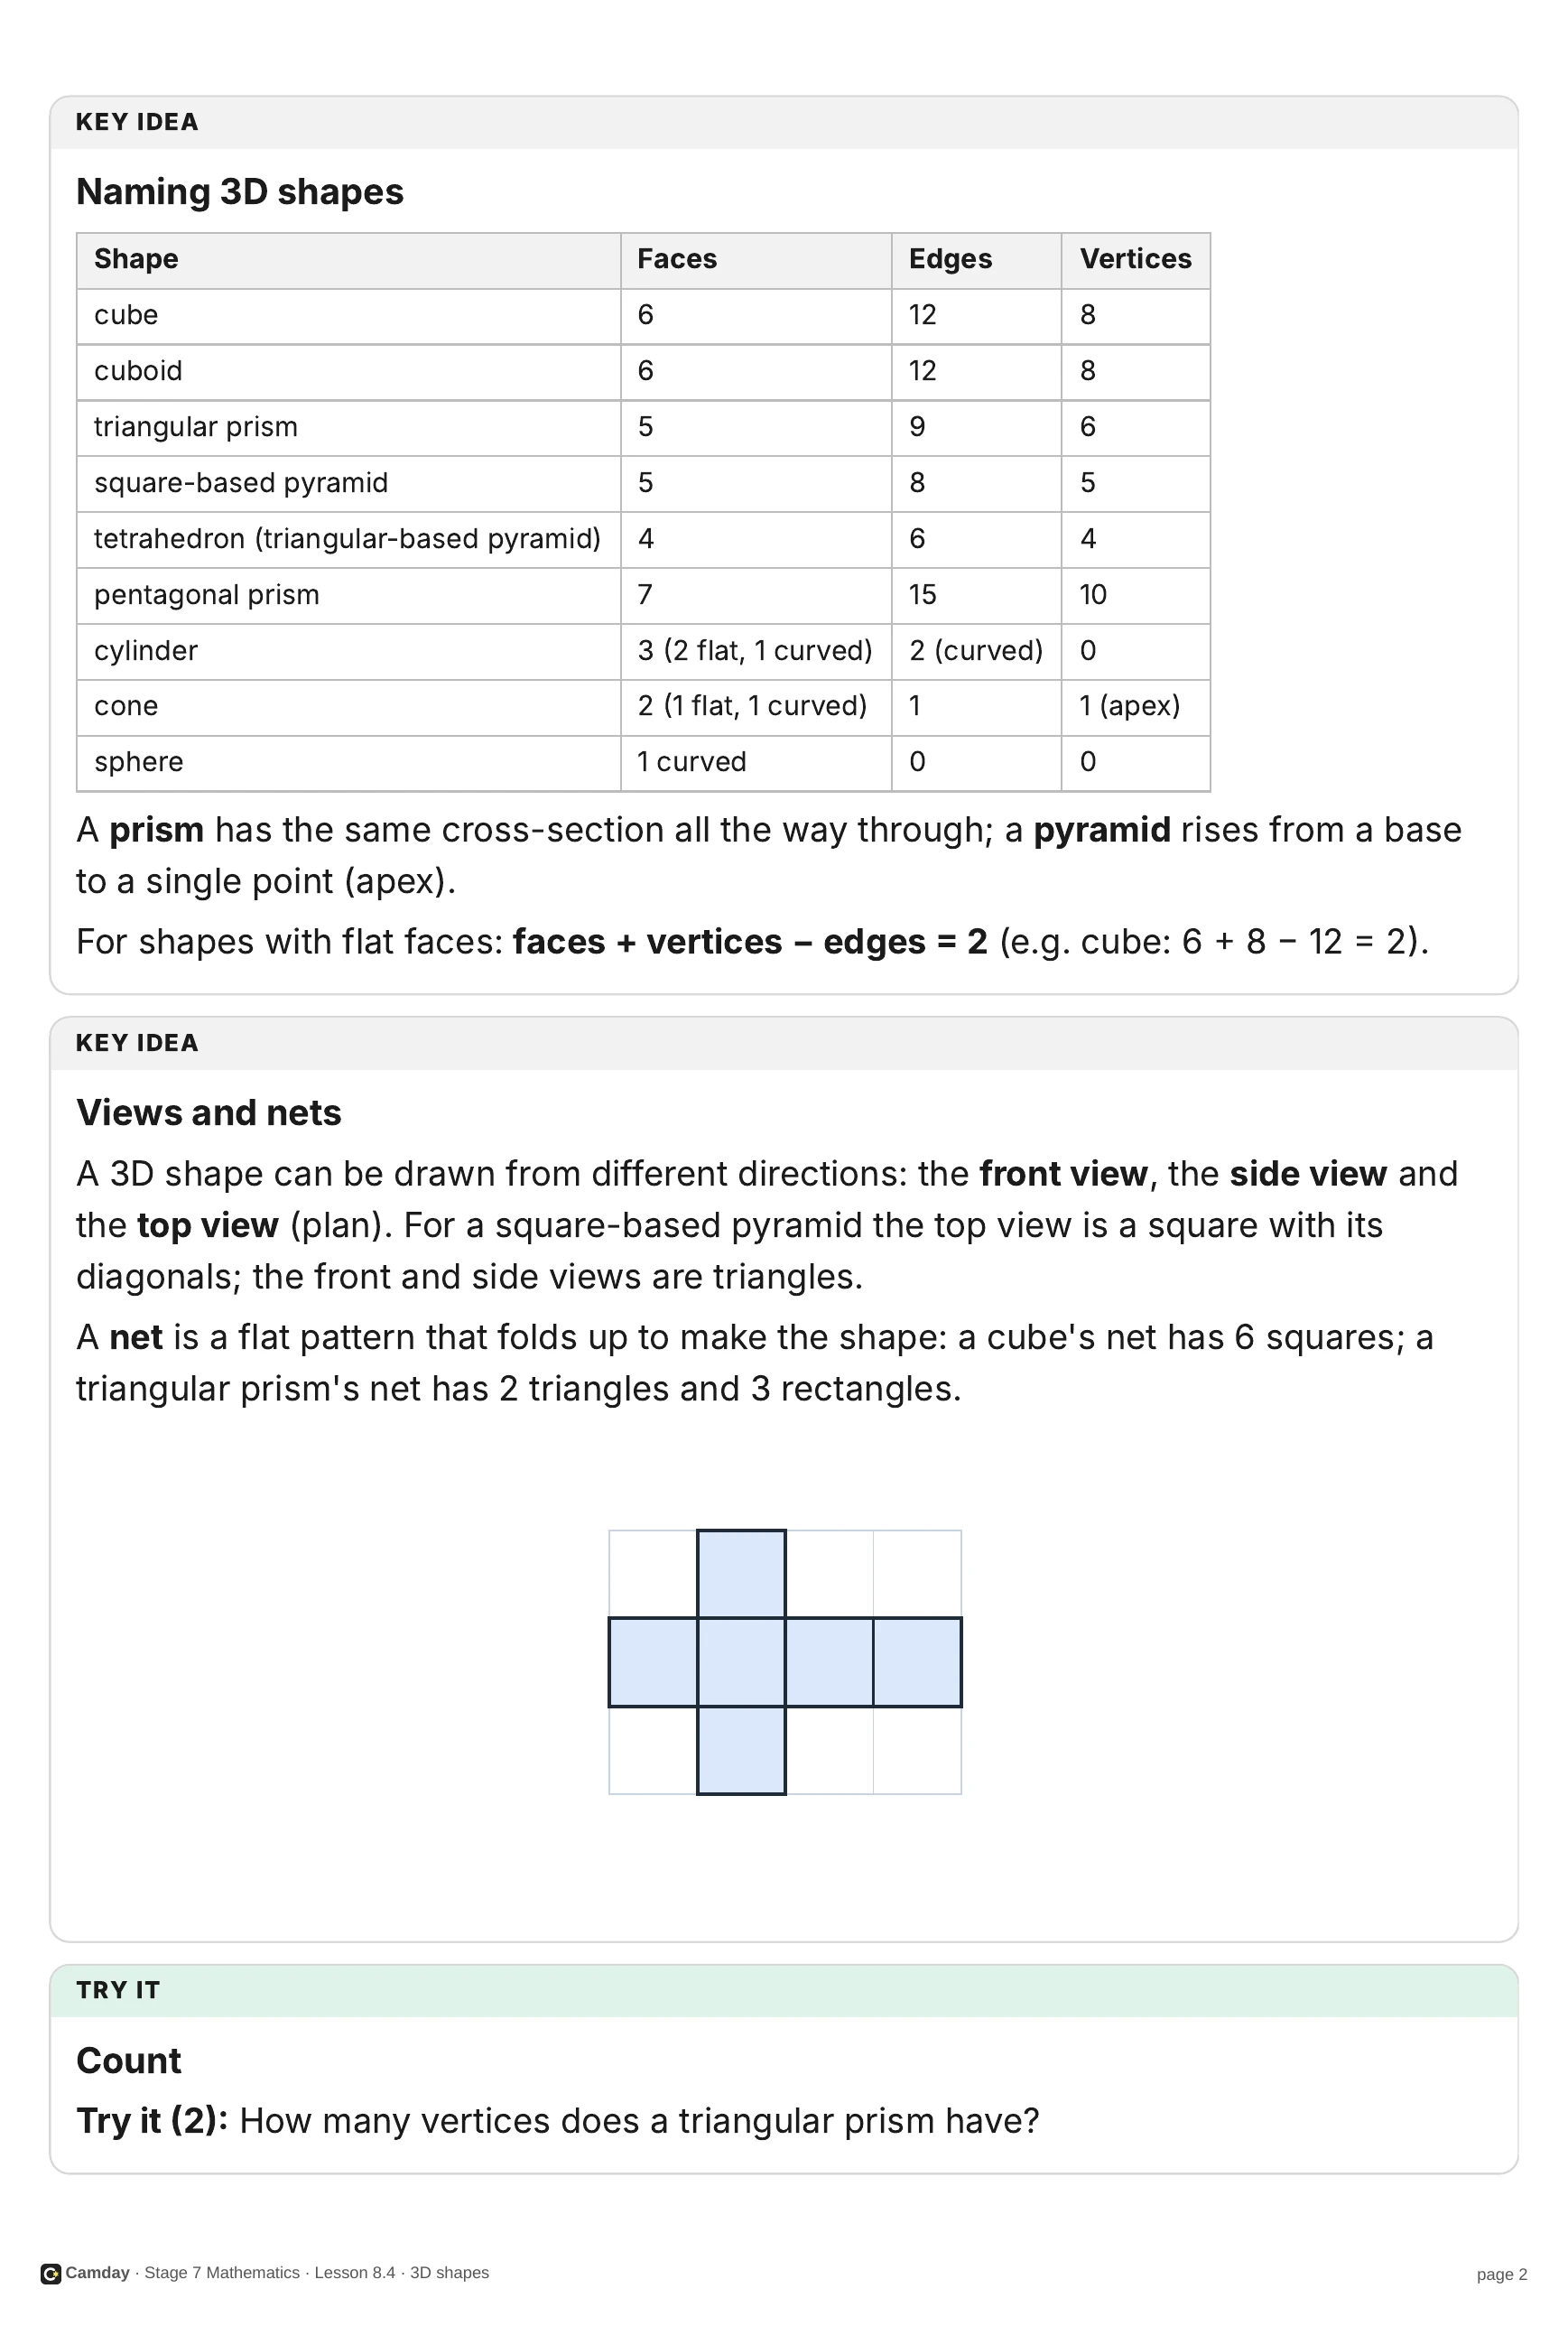 KEY IDEA
Naming 3D shapes
Shape Faces Edges Vertices
cube 6 12 8
cuboid 6 12 8
triangular prism 5 9 6
square-based pyramid 5 8 5
tetrahedron (triangular-based pyramid) 4 6 4
pentagonal prism 7 15 10
cylinder 3 (2 flat, 1 curved) 2 (curved) 0
cone 2 (1 flat, 1 curved) 1 1 (apex)
sphere 1 curved 0 0
A prism has the same cross-section all the way through; a pyramid rises from a base
to a single point (apex).
For shapes with flat faces: faces + vertices − edges = 2 (e.g. cube: 6 + 8 − 12 = 2).
KEY IDEA
Views and nets
A 3D shape can be drawn from different directions: the front view, the side view and
the top view (plan). For a square-based pyramid the top view is a square with its
diagonals; the front and side views are triangles.
A net is a flat pattern that folds up to make the shape: a cube's net has 6 squares; a
triangular prism's net has 2 triangles and 3 rectangles.
TRY IT
Count
Try it (2): How many vertices does a triangular prism have?
Camday · Stage 7 Mathematics · Lesson 8.4 · 3D shapes page 2